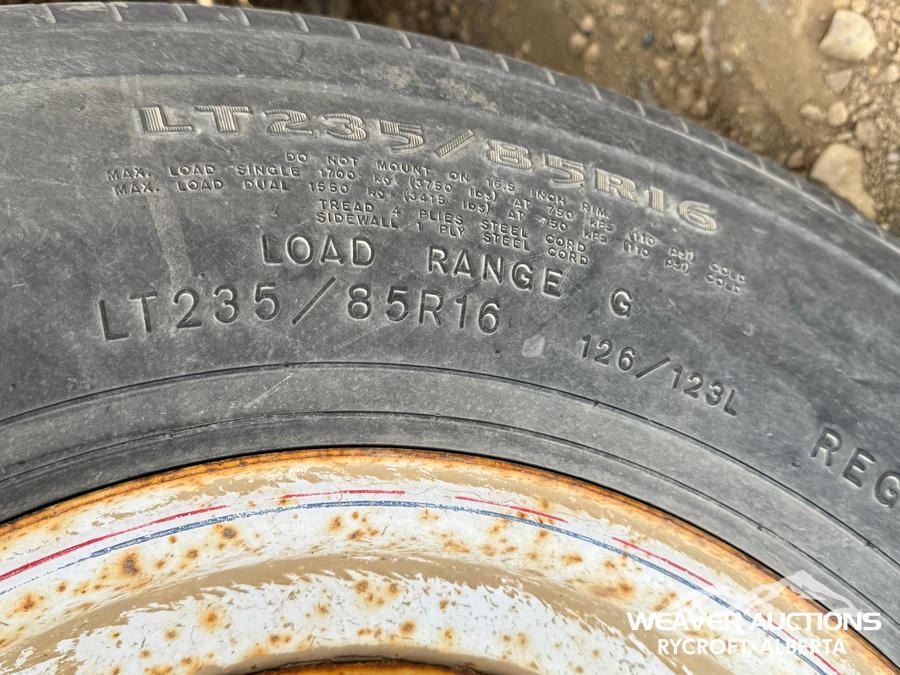 LT235/85R16
DO NOT MOUNT ON 16.5 INCH RIM.
MAX. LOAD SINGLE 1700 KG (3750 lbs) AT 750 KPa (110 psi) COLD
MAX. LOAD DUAL 1550 KG (3415 lbs) AT 750 KPa (110 psi) COLD
TREAD 4 PLIES STEEL CORD
SIDEWALL 1 PLY STEEL CORD
LOAD RANGE G
LT235/85R16 126/123L
REG
WEAVER AUCTIONS
RYCROFT, ALBERTA